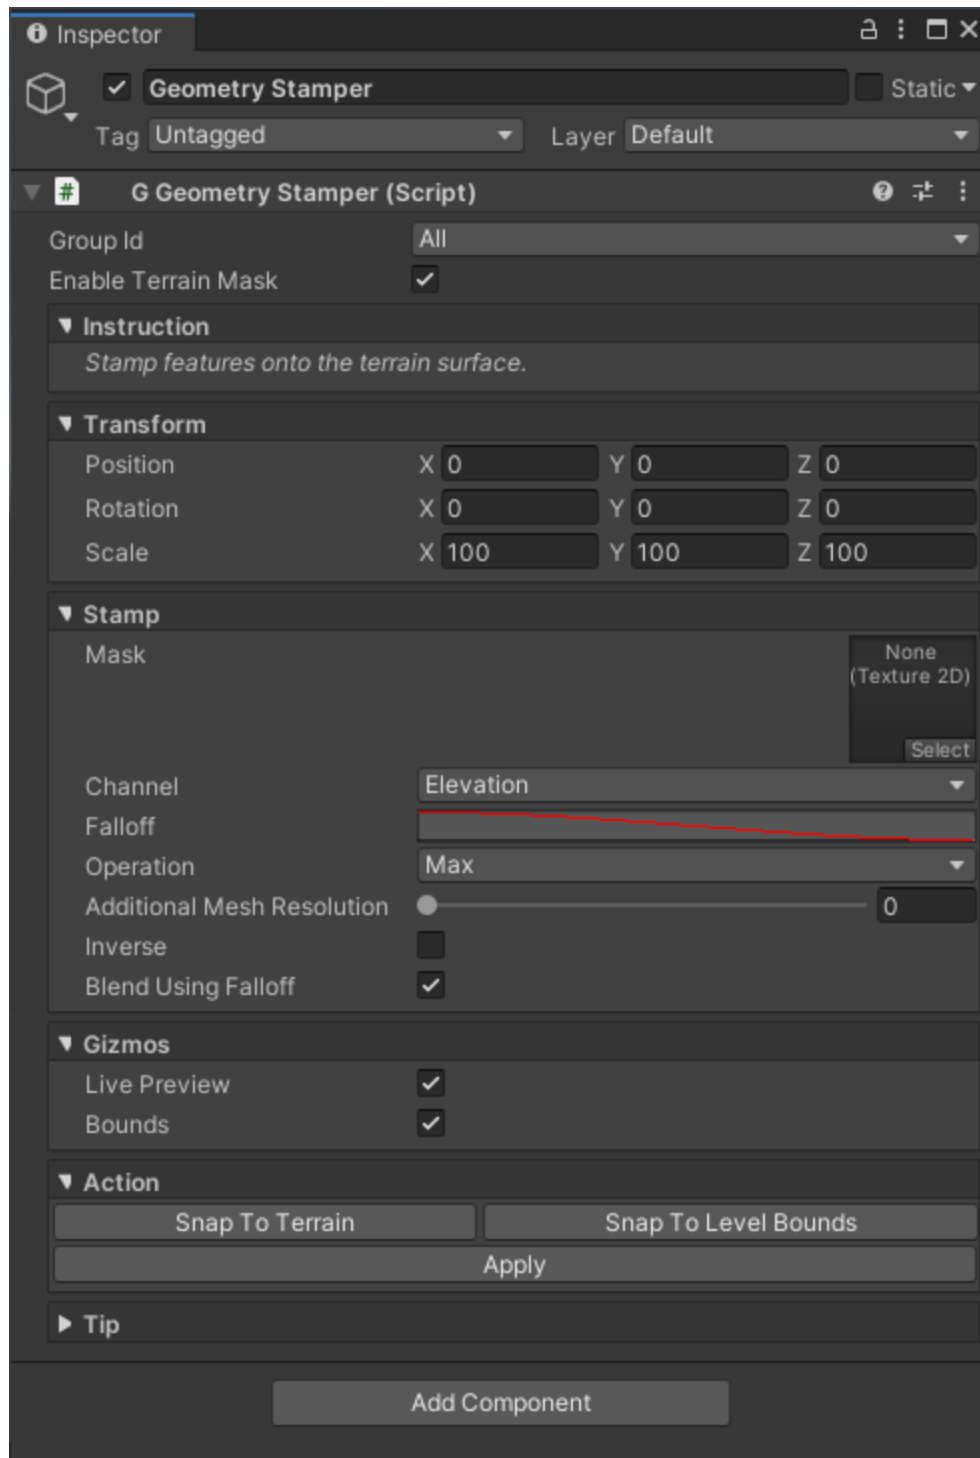 Inspector
Geometry Stamper Static
Tag Untagged Layer Default
# G Geometry Stamper (Script)
Group Id All
Enable Terrain Mask
Instruction
Stamp features onto the terrain surface.
Transform
Position X 0 Y 0 Z 0
Rotation X 0 Y 0 Z 0
Scale X 100 Y 100 Z 100
Stamp
Mask None
(Texture 2D)
Select
Channel Elevation
Falloff
Operation Max
Additional Mesh Resolution 0
Inverse
Blend Using Falloff
Gizmos
Live Preview
Bounds
Action
Snap To Terrain Snap To Level Bounds
Apply
Tip
Add Component